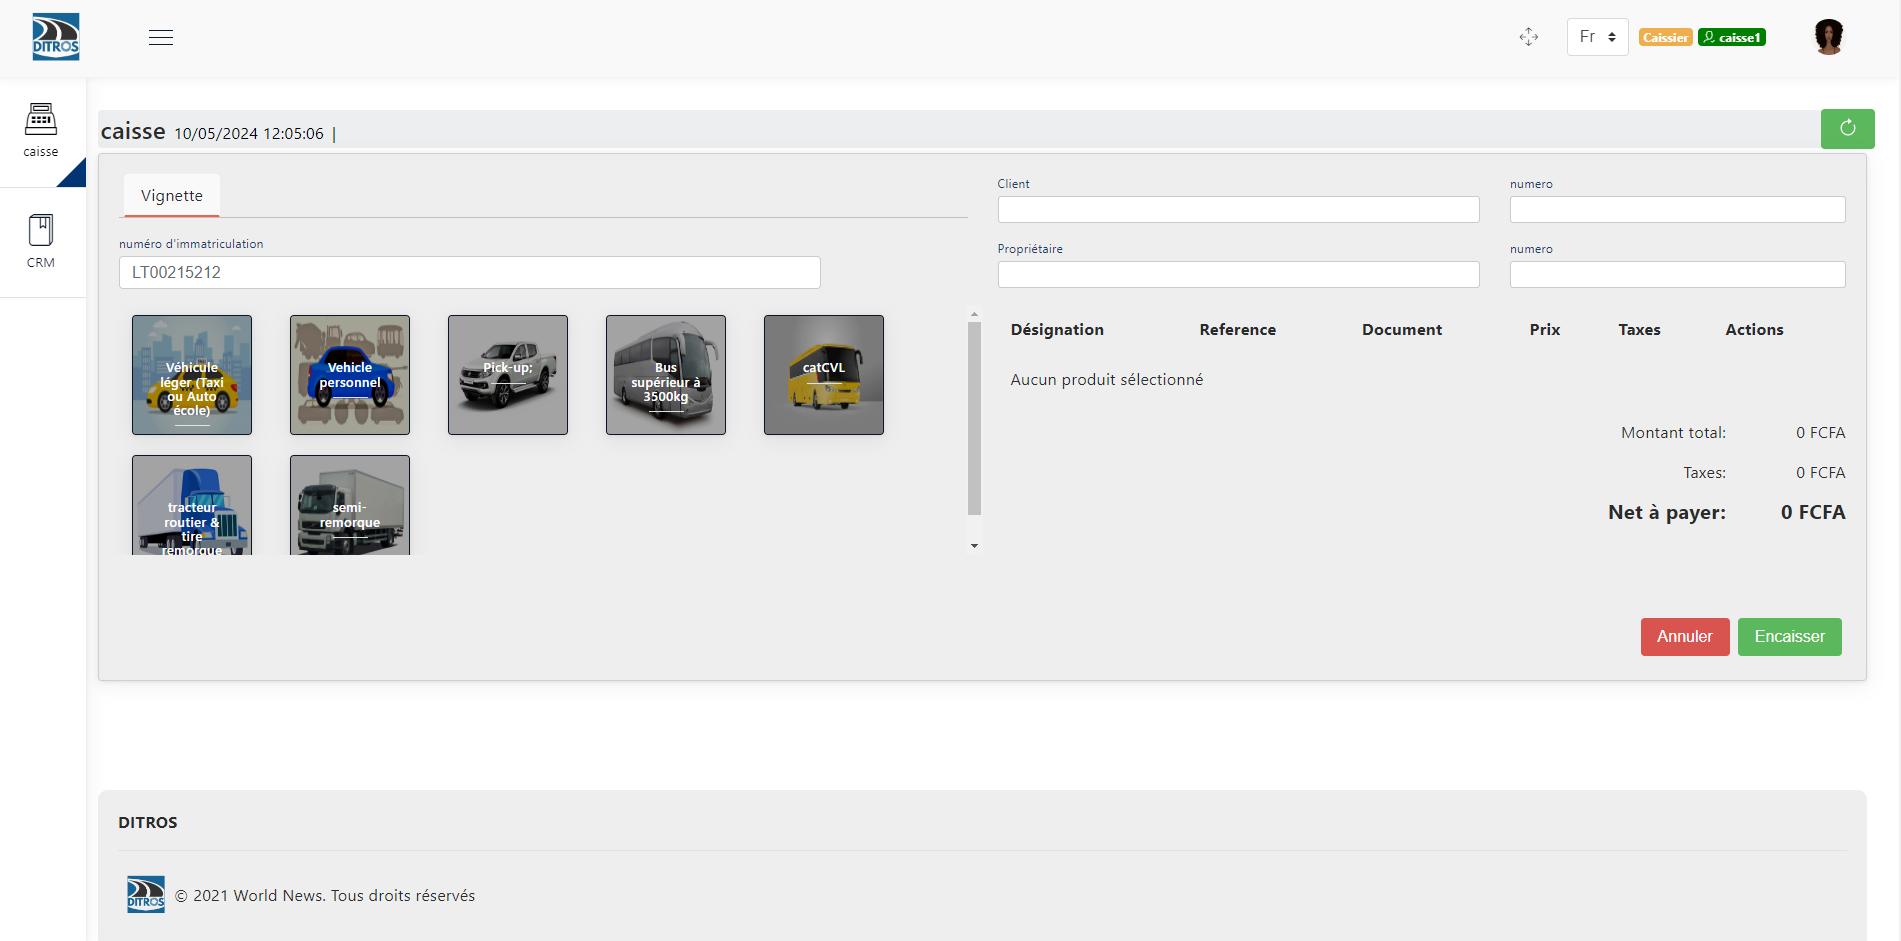 DITROS
Fr
Caissier
caisse1
caisse
CRM
caisse 10/05/2024 12:05:06 |
Vignette
numéro d'immatriculation
LT00215212
Véhicule
léger (Taxi
ou Auto
école)
Vehicle
personnel
Pick-up;
Bus
supérieur à
3500kg
catCVL
tracteur
routier &
tire
remorque
semi-
remorque
Client
numero
Propriétaire
numero
Désignation Reference Document Prix Taxes Actions
Aucun produit sélectionné
Montant total: 0 FCFA
Taxes: 0 FCFA
Net à payer: 0 FCFA
Annuler Encaisser
DITROS
DITROS
© 2021 World News. Tous droits réservés